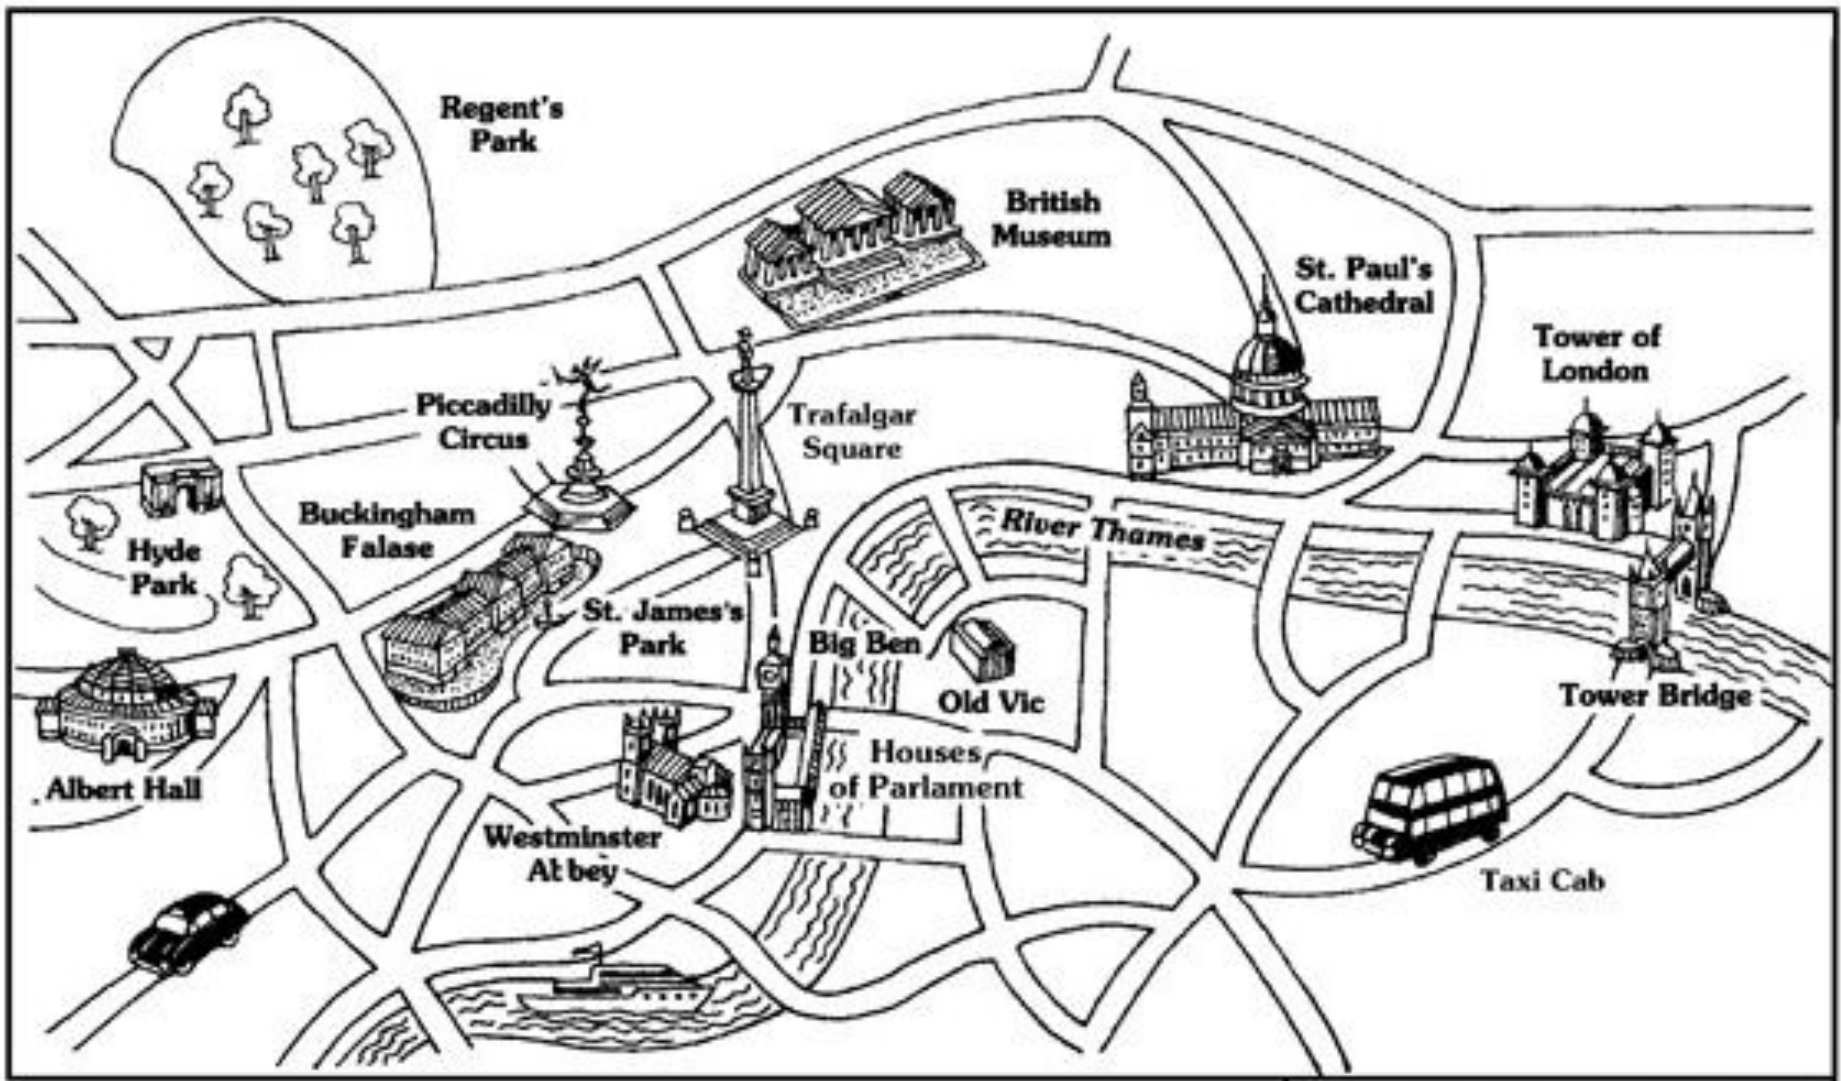 Regent's
Park
British
Museum
St. Paul's
Cathedral
Tower of
London
Piccadilly
Circus
Trafalgar
Square
Buckingham
Falase
River Thames
Hyde
Park
St. James's
Park
Big Ben
Old Vic
Tower Bridge
Albert Hall
Houses
of Parlament
Westminster
At bey
Taxi Cab